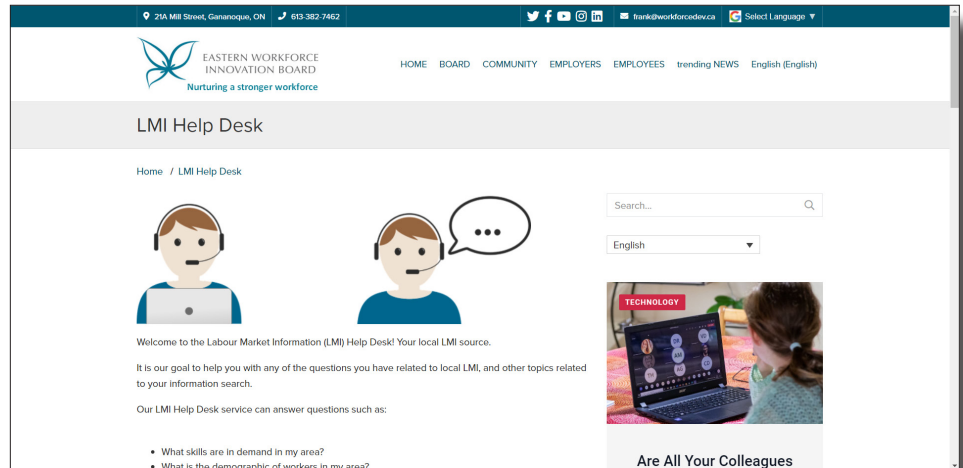 21A Mill Street, Gananoque, ON 613-382-7462 frank@workforcedev.ca Select Language ▼
EASTERN WORKFORCE
INNOVATION BOARD
Nurturing a stronger workforce
HOME BOARD COMMUNITY EMPLOYERS EMPLOYEES trending NEWS English (English)
LMI Help Desk
Home / LMI Help Desk
Welcome to the Labour Market Information (LMI) Help Desk! Your local LMI source.
It is our goal to help you with any of the questions you have related to local LMI, and other topics related
to your information search.
Our LMI Help Desk service can answer questions such as:
• What skills are in demand in my area?
• What is the demographic of workers in my area?
Search...
English
TECHNOLOGY
Are All Your Colleagues